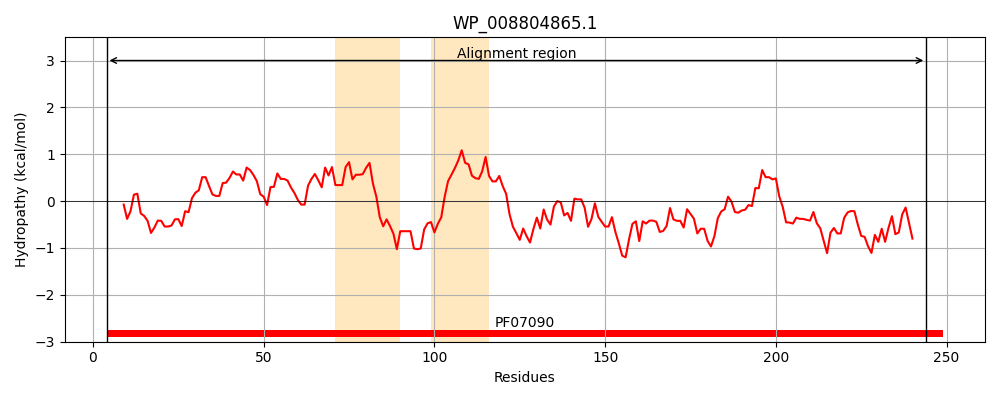 WP_008804865.1
Alignment region
Hydropathy (kcal/mol)
3
2
1
0
−1
−2
−3
PF07090
0 50 100 150 200 250
Residues